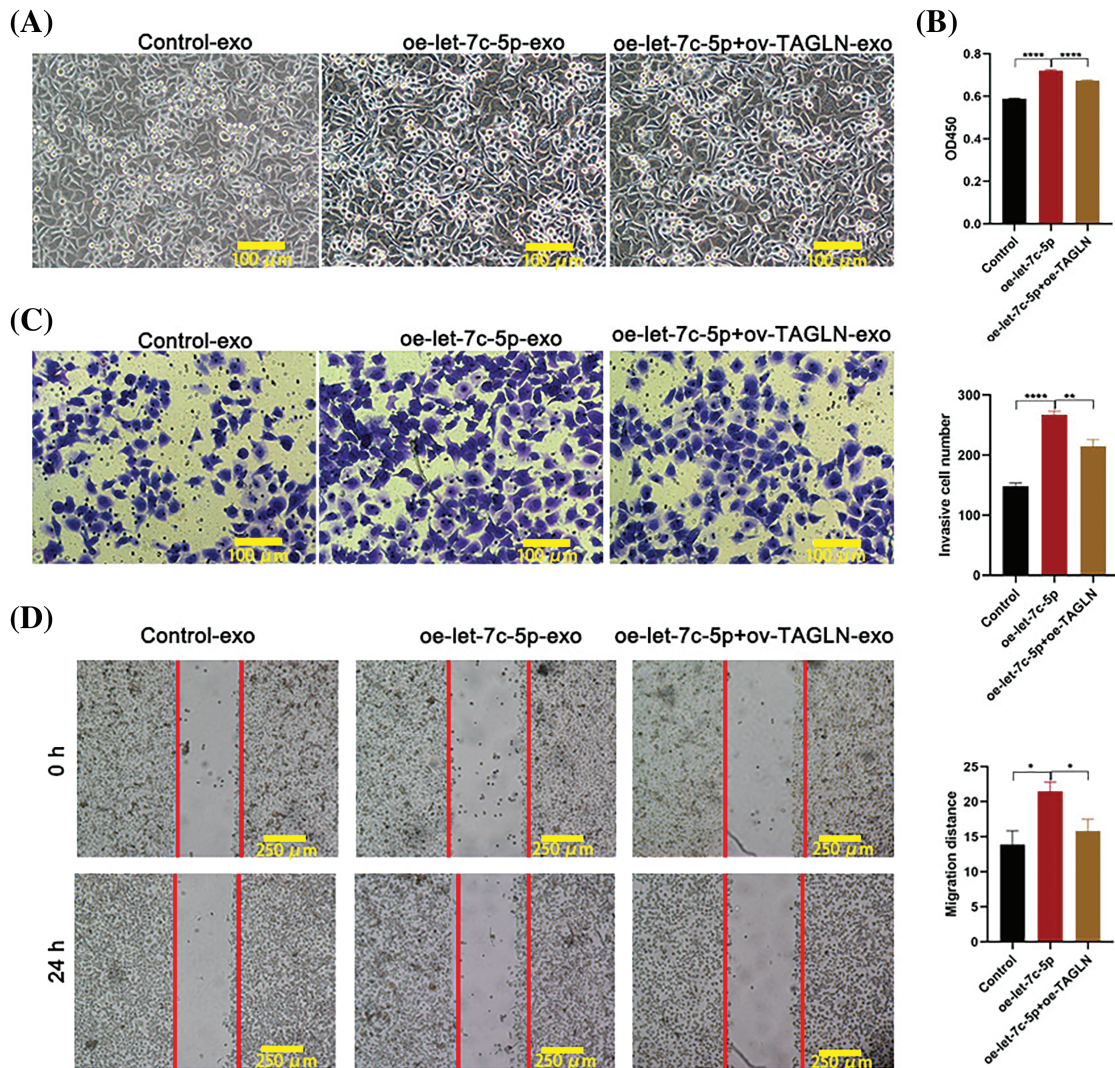 (A)
Control-exo
oe-let-7c-5p-exo
oe-let-7c-5p+ov-TAGLN-exo
100 µm
100 µm
100 µm
(B)
OD450
0.8
0.6
0.4
0.2
0.0
**** ****
Control
oe-let-7c-5p
oe-let-7c-5p+oe-TAGLN
(C)
Control-exo
oe-let-7c-5p-exo
oe-let-7c-5p+ov-TAGLN-exo
100 µm
100 µm
100 µm
Invasive cell number
300
200
100
0
**** **
Control
oe-let-7c-5p
oe-let-7c-5p+oe-TAGLN
(D)
Control-exo
oe-let-7c-5p-exo
oe-let-7c-5p+ov-TAGLN-exo
0 h
250 µm
250 µm
250 µm
24 h
250 µm
250 µm
250 µm
Migration distance
25
20
15
10
5
0
* *
Control
oe-let-7c-5p
oe-let-7c-5p+oe-TAGLN